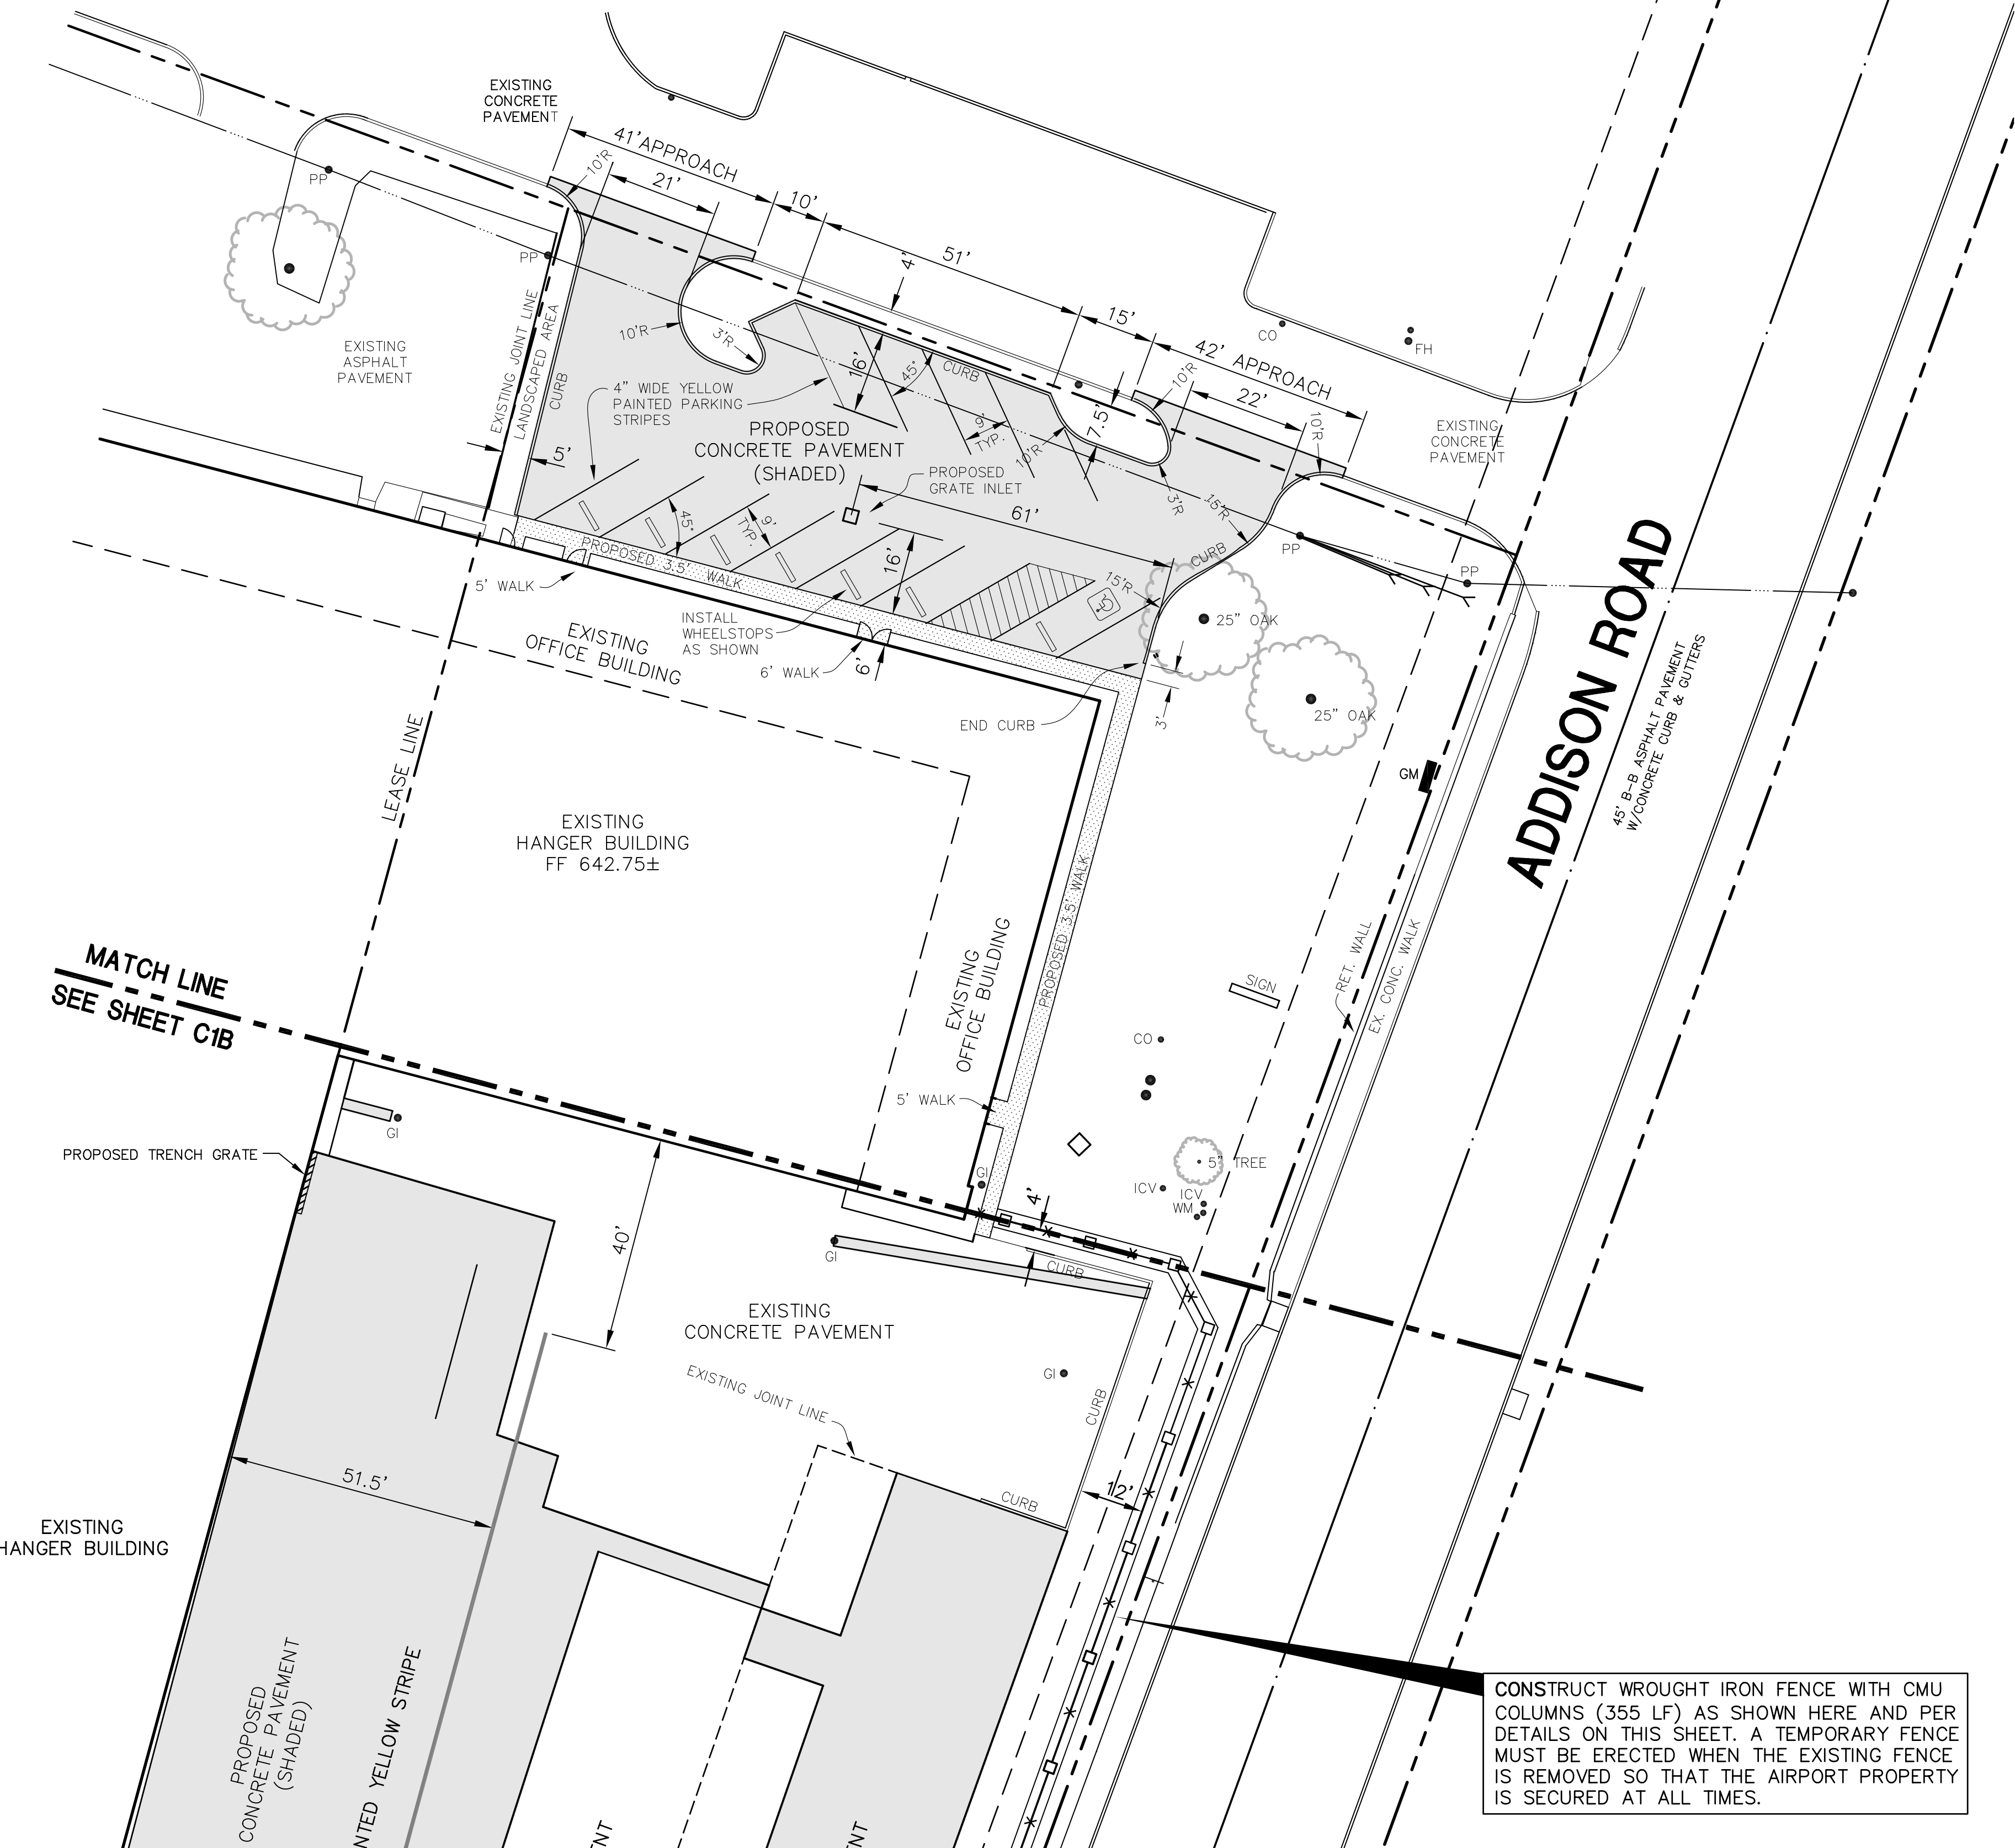 EXISTING
CONCRETE
PAVEMENT
41' APPROACH
10'R
21'
10'
51'
4'
15'
42' APPROACH
10'R
22'
10'R
CO
FH
PP
PP
EXISTING
ASPHALT
PAVEMENT
EXISTING JOINT LINE
LANDSCAPED AREA
CURB
5'
10'R
3'R
4" WIDE YELLOW
PAINTED PARKING
STRIPES
16'
45°
CURB
9'
TYP.
10'R
7.5'
3'R
15'R
PROPOSED
CONCRETE PAVEMENT
(SHADED)
PROPOSED
GRATE INLET
61'
EXISTING
CONCRETE
PAVEMENT
45°
9'
TYP.
16'
CURB
15'R
PP
PP
PROPOSED 3.5' WALK
5' WALK
INSTALL
WHEELSTOPS
AS SHOWN
6' WALK
6'
END CURB
3'
25" OAK
25" OAK
EXISTING
OFFICE BUILDING
LEASE LINE
EXISTING
HANGER BUILDING
FF 642.75±
GM
ADDISON ROAD
45' B-B ASPHALT PAVEMENT
W/CONCRETE CURB & GUTTERS
PROPOSED 3.5' WALK
EXISTING
OFFICE BUILDING
RET. WALL
EX. CONC. WALK
SIGN
CO
MATCH LINE
SEE SHEET C1B
5' WALK
GI
PROPOSED TRENCH GRATE
GI
5" TREE
ICV
ICV
WM
4'
40'
GI
CURB
EXISTING
CONCRETE PAVEMENT
GI
EXISTING JOINT LINE
CURB
CURB
12'
51.5'
EXISTING
HANGER BUILDING
PROPOSED
CONCRETE PAVEMENT
(SHADED)
NTED YELLOW STRIPE
NT
NT
CONSTRUCT WROUGHT IRON FENCE WITH CMU
COLUMNS (355 LF) AS SHOWN HERE AND PER
DETAILS ON THIS SHEET. A TEMPORARY FENCE
MUST BE ERECTED WHEN THE EXISTING FENCE
IS REMOVED SO THAT THE AIRPORT PROPERTY
IS SECURED AT ALL TIMES.